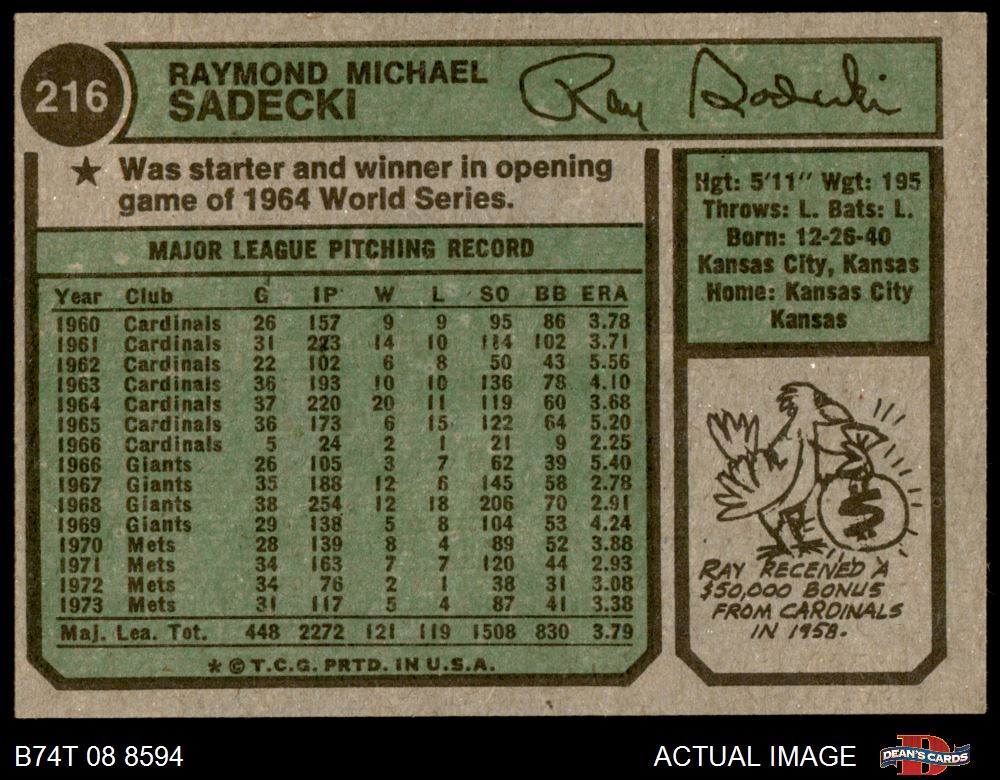 216
RAYMOND MICHAEL
SADECKI
Ray Sadecki
★ Was starter and winner in opening
game of 1964 World Series.
MAJOR LEAGUE PITCHING RECORD
Year Club G IP W L SO BB ERA
1960 Cardinals 26 157 9 9 95 86 3.78
1961 Cardinals 31 223 14 10 114 102 3.71
1962 Cardinals 22 102 6 8 50 43 5.56
1963 Cardinals 36 193 10 10 136 78 4.10
1964 Cardinals 37 220 20 11 119 60 3.68
1965 Cardinals 36 173 6 15 122 64 5.20
1966 Cardinals 5 24 2 1 21 9 2.25
1966 Giants 26 105 3 7 62 39 5.40
1967 Giants 35 188 12 6 145 58 2.78
1968 Giants 38 254 12 18 206 70 2.91
1969 Giants 29 138 5 8 104 53 4.24
1970 Mets 28 139 8 4 89 52 3.88
1971 Mets 34 163 7 7 120 44 2.93
1972 Mets 34 76 2 1 38 31 3.08
1973 Mets 31 117 5 4 87 41 3.38
Maj. Lea. Tot. 448 2272 121 119 1508 830 3.79
* © T.C.G. PRTD. IN U.S.A.
Hgt: 5'11" Wgt: 195
Throws: L. Bats: L.
Born: 12-26-40
Kansas City, Kansas
Home: Kansas City
Kansas
$
RAY RECEIVED A
$50,000 BONUS
FROM CARDINALS
IN 1958.
B74T 08 8594
ACTUAL IMAGE
DEAN'S CARDS